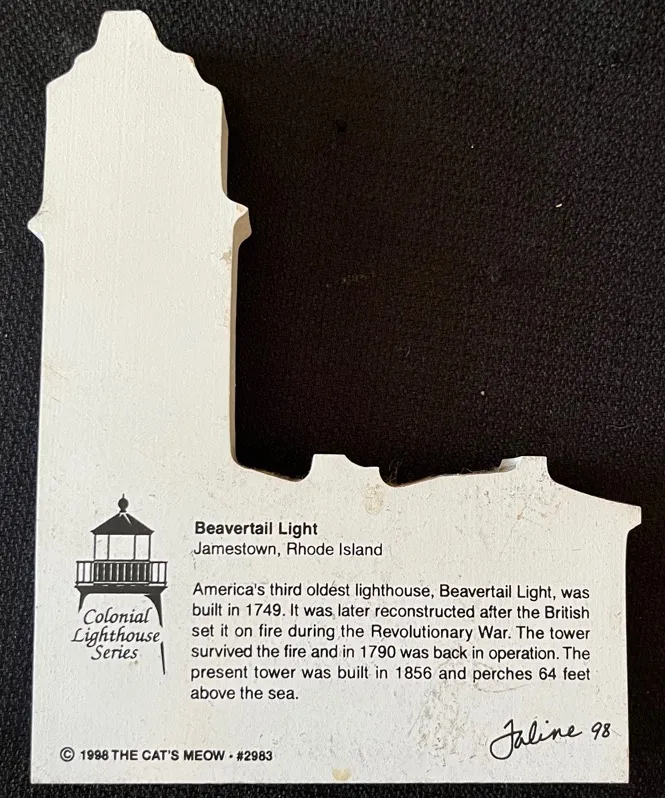 Beavertail Light
Jamestown, Rhode Island
America's third oldest lighthouse, Beavertail Light, was
built in 1749. It was later reconstructed after the British
set it on fire during the Revolutionary War. The tower
survived the fire and in 1790 was back in operation. The
present tower was built in 1856 and perches 64 feet
above the sea.
Colonial
Lighthouse
Series
Faline 98
© 1998 THE CAT'S MEOW • #2983